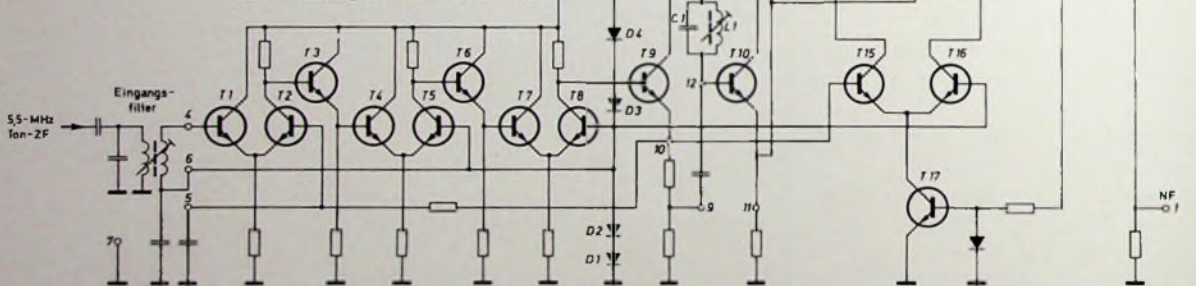 C1
L1
D4
T3
T6
T9
T10
T15
T16
Eingangs-
filter
12
T1
T2
T4
T5
T7
T8
D3
5,5-MHz
Ton-ZF
4
10
6
T17
5
9
11
NF
1
7
D2
D1